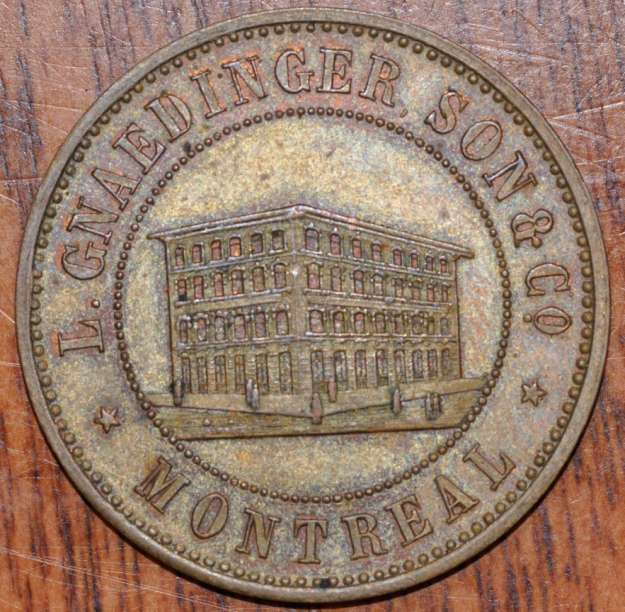 L. GNAEDINGER, SON & Cº.
MONTREAL